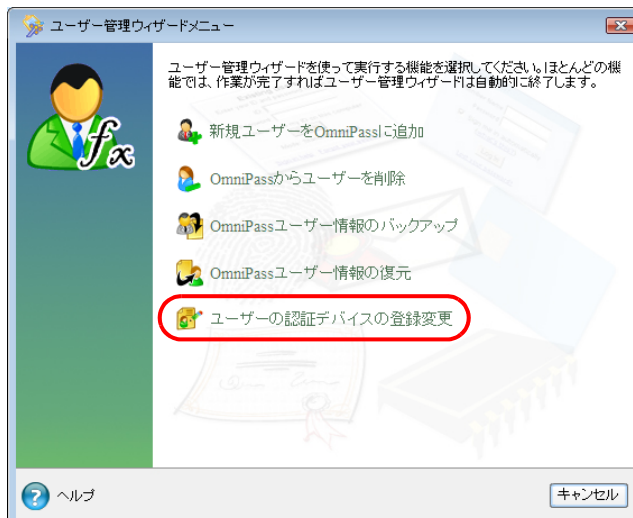 ユーザー管理ウィザードメニュー
ユーザー管理ウィザードを使って実行する機能を選択してください。ほとんどの機
能では、作業が完了すればユーザー管理ウィザードは自動的に終了します。
fx
新規ユーザーをOmniPassに追加
OmniPassからユーザーを削除
OmniPassユーザー情報のバックアップ
OmniPassユーザー情報の復元
ユーザーの認証デバイスの登録変更
ヘルプ
キャンセル